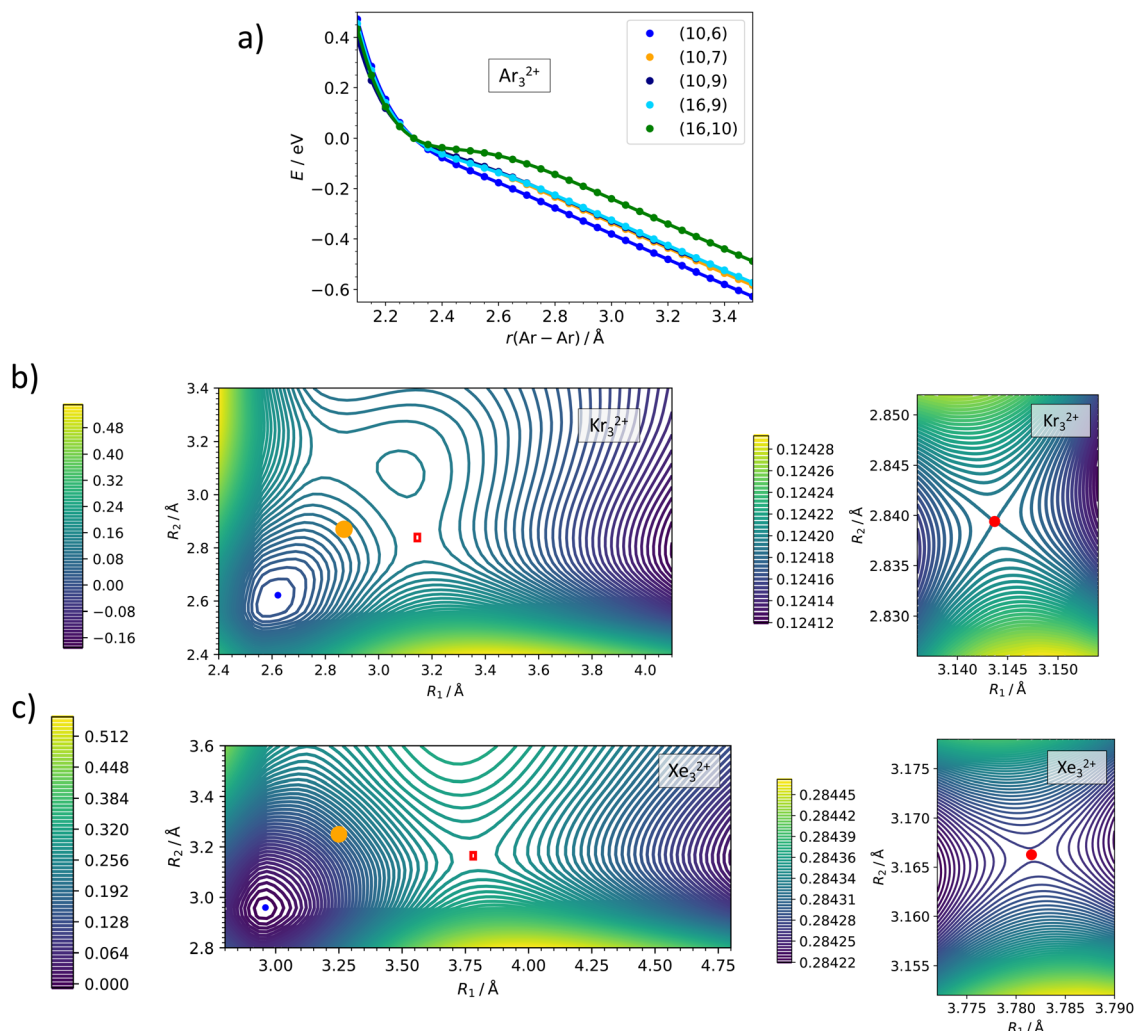 a)
0.4
0.2
0.0
−0.2
−0.4
−0.6
E / eV
Ar₃²⁺
(10,6)
(10,7)
(10,9)
(16,9)
(16,10)
2.2 2.4 2.6 2.8 3.0 3.2 3.4
r(Ar − Ar) / Å
b)
0.48
0.40
0.32
0.24
0.16
0.08
0.00
−0.08
−0.16
3.4
3.2
3.0
2.8
2.6
2.4
R₂ / Å
Kr₃²⁺
2.4 2.6 2.8 3.0 3.2 3.4 3.6 3.8 4.0
R₁ / Å
0.12428
0.12426
0.12424
0.12422
0.12420
0.12418
0.12416
0.12414
0.12412
2.850
2.845
2.840
2.835
2.830
R₂ / Å
Kr₃²⁺
3.140 3.145 3.150
R₁ / Å
c)
0.512
0.448
0.384
0.320
0.256
0.192
0.128
0.064
0.000
3.6
3.4
3.2
3.0
2.8
R₂ / Å
Xe₃²⁺
3.00 3.25 3.50 3.75 4.00 4.25 4.50 4.75
R₁ / Å
0.28445
0.28442
0.28439
0.28436
0.28434
0.28431
0.28428
0.28425
0.28422
3.175
3.170
3.165
3.160
3.155
R₂ / Å
Xe₃²⁺
3.775 3.780 3.785 3.790
R₁ / Å